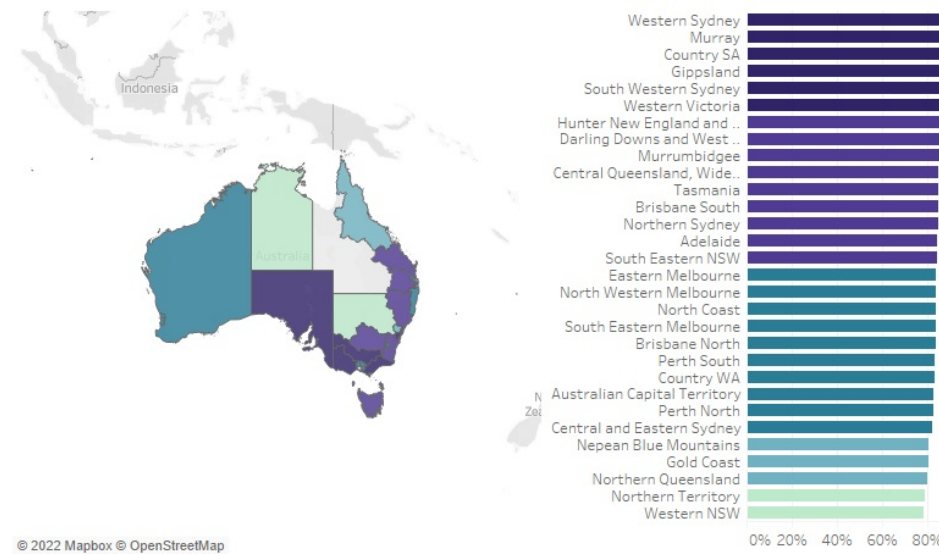 Indonesia
Australia
N
Zea
© 2022 Mapbox © OpenStreetMap
Western Sydney
Murray
Country SA
Gippsland
South Western Sydney
Western Victoria
Hunter New England and ..
Darling Downs and West ..
Murrumbidgee
Central Queensland, Wide..
Tasmania
Brisbane South
Northern Sydney
Adelaide
South Eastern NSW
Eastern Melbourne
North Western Melbourne
North Coast
South Eastern Melbourne
Brisbane North
Perth South
Country WA
Australian Capital Territory
Perth North
Central and Eastern Sydney
Nepean Blue Mountains
Gold Coast
Northern Queensland
Northern Territory
Western NSW
0% 20% 40% 60% 80%